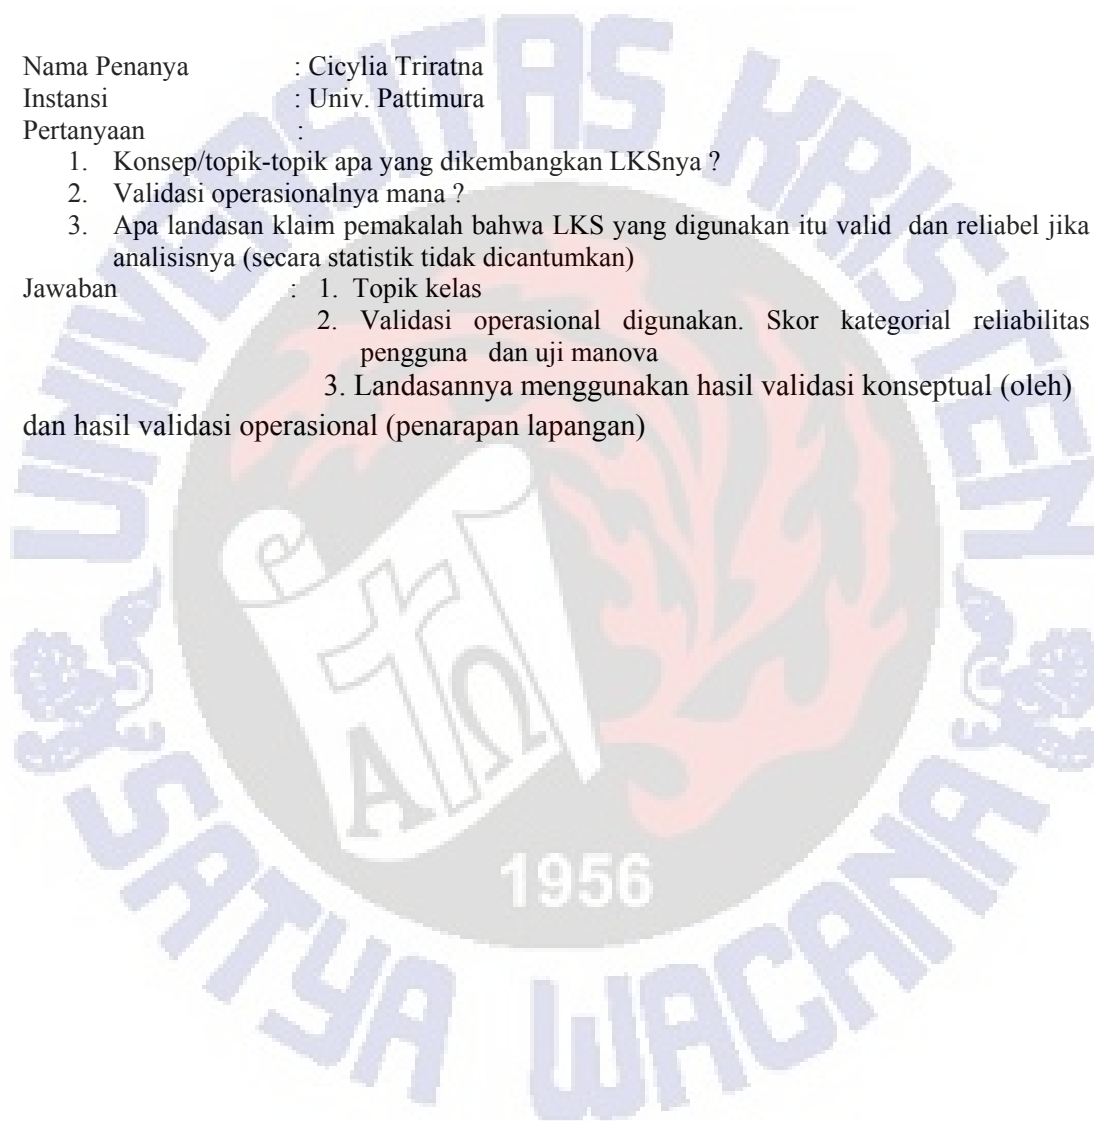 Nama Penanya : Cicylia Triratna
Instansi : Univ. Pattimura
Pertanyaan :
1. Konsep/topik-topik apa yang dikembangkan LKSnya ?
2. Validasi operasionalnya mana ?
3. Apa landasan klaim pemakalah bahwa LKS yang digunakan itu valid dan reliabel jika
analisisnya (secara statistik tidak dicantumkan)
Jawaban : 1. Topik kelas
2. Validasi operasional digunakan. Skor kategorial reliabilitas
pengguna dan uji manova
3. Landasannya menggunakan hasil validasi konseptual (oleh)
dan hasil validasi operasional (penarapan lapangan)
UNIVERSITAS KRISTEN
SATYA WACANA
A Ω
1956